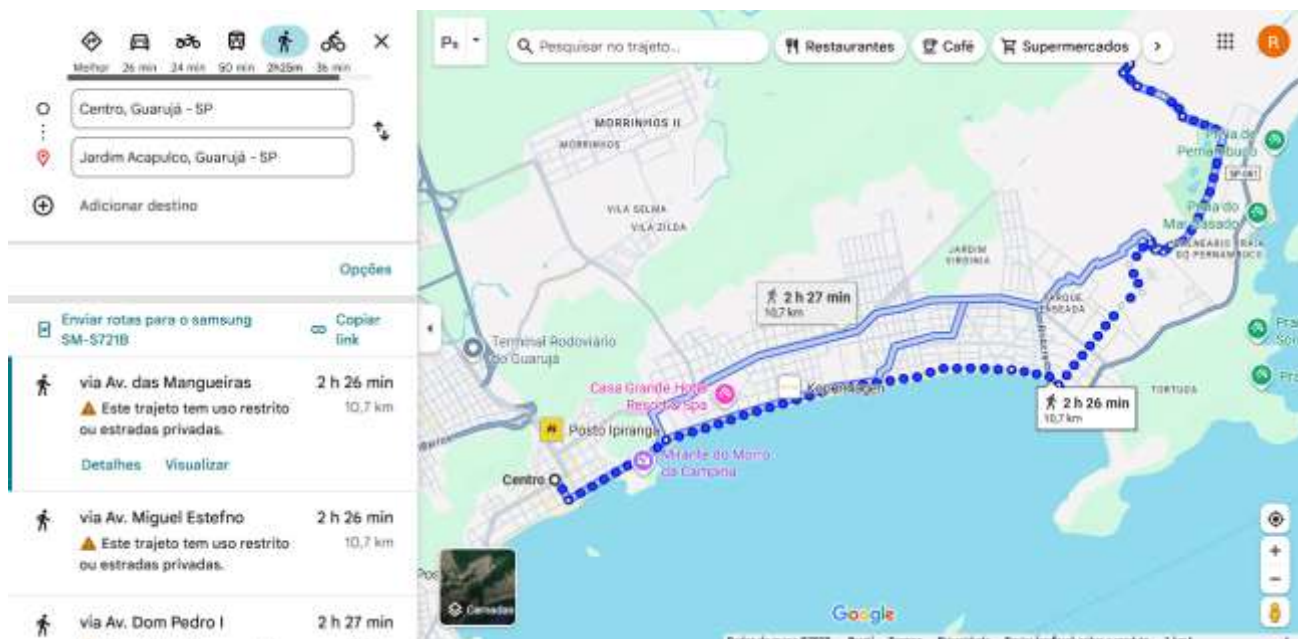 Melhor 26 min 24 min 50 min 2h25m 36 min
Centro, Guarujá - SP
Jardim Acapulco, Guarujá - SP
Adicionar destino
Opções
Enviar rotas para o samsung SM-S721B
Copiar link
via Av. das Mangueiras 2 h 26 min
Este trajeto tem uso restrito 10,7 km
ou estradas privadas.
Detalhes Visualizar
via Av. Miguel Estefno 2 h 26 min
Este trajeto tem uso restrito 10,7 km
ou estradas privadas.
via Av. Dom Pedro I 2 h 27 min
Pesquisar no trajeto...
Restaurantes
Café
Supermercados
R
MORRINHOS II
MORRINHOS
Praia de
Pernambuco
SP-061
VILA SELMA
VILA ZILDA
Praia do
JARDIM
VIRGINIA
BALNEARIO PRAIA
DO PERNAMBUCO
2 h 27 min
10,7 km
PARQUE
ENSEADA
Terminal Rodoviário
do Guarujá
Casa Grande Hotel
Resort & Spa
Kopenhagen
TORTUGA
2 h 26 min
10,7 km
Posto Ipiranga
Mirante do Morro
da Campina
Centro
Camadas
Google